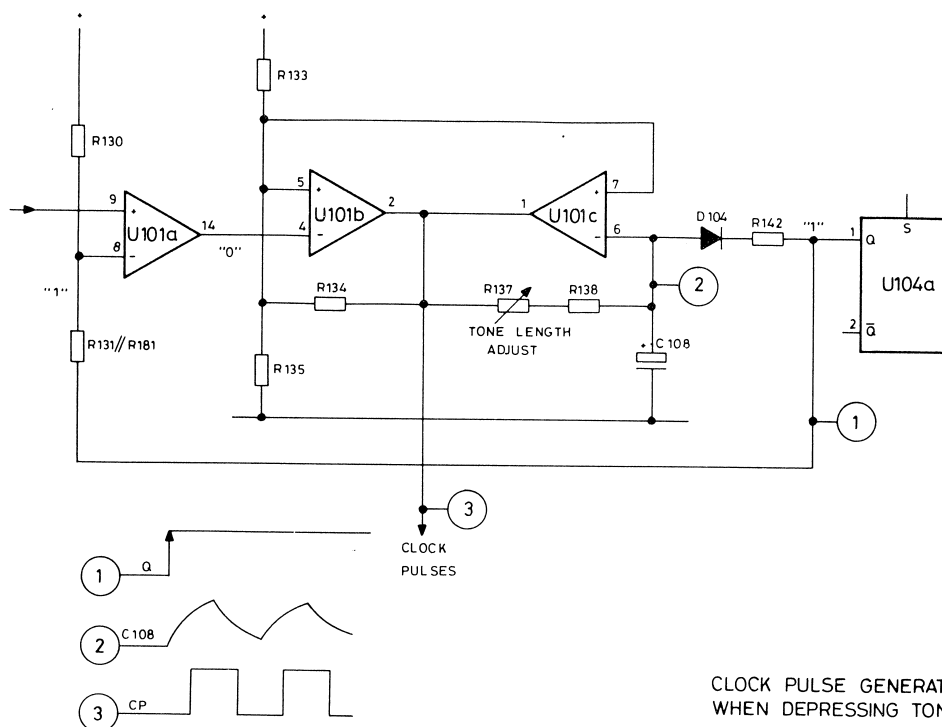 + +
R133
R130
5 + 7 +
9 + U101b 2 1 U101c D104 R142 "1" 1 Q S
U101a 14 4 - 6 -
8 - "0" 2 U104a
"1" R134 R137 R138 2 Q̅
TONE LENGTH
ADJUST
R131//R181 + C108
R135
1
3
CLOCK
PULSES
1 Q
2 C108
3 CP
CLOCK PULSE GENERAT
WHEN DEPRESSING TON